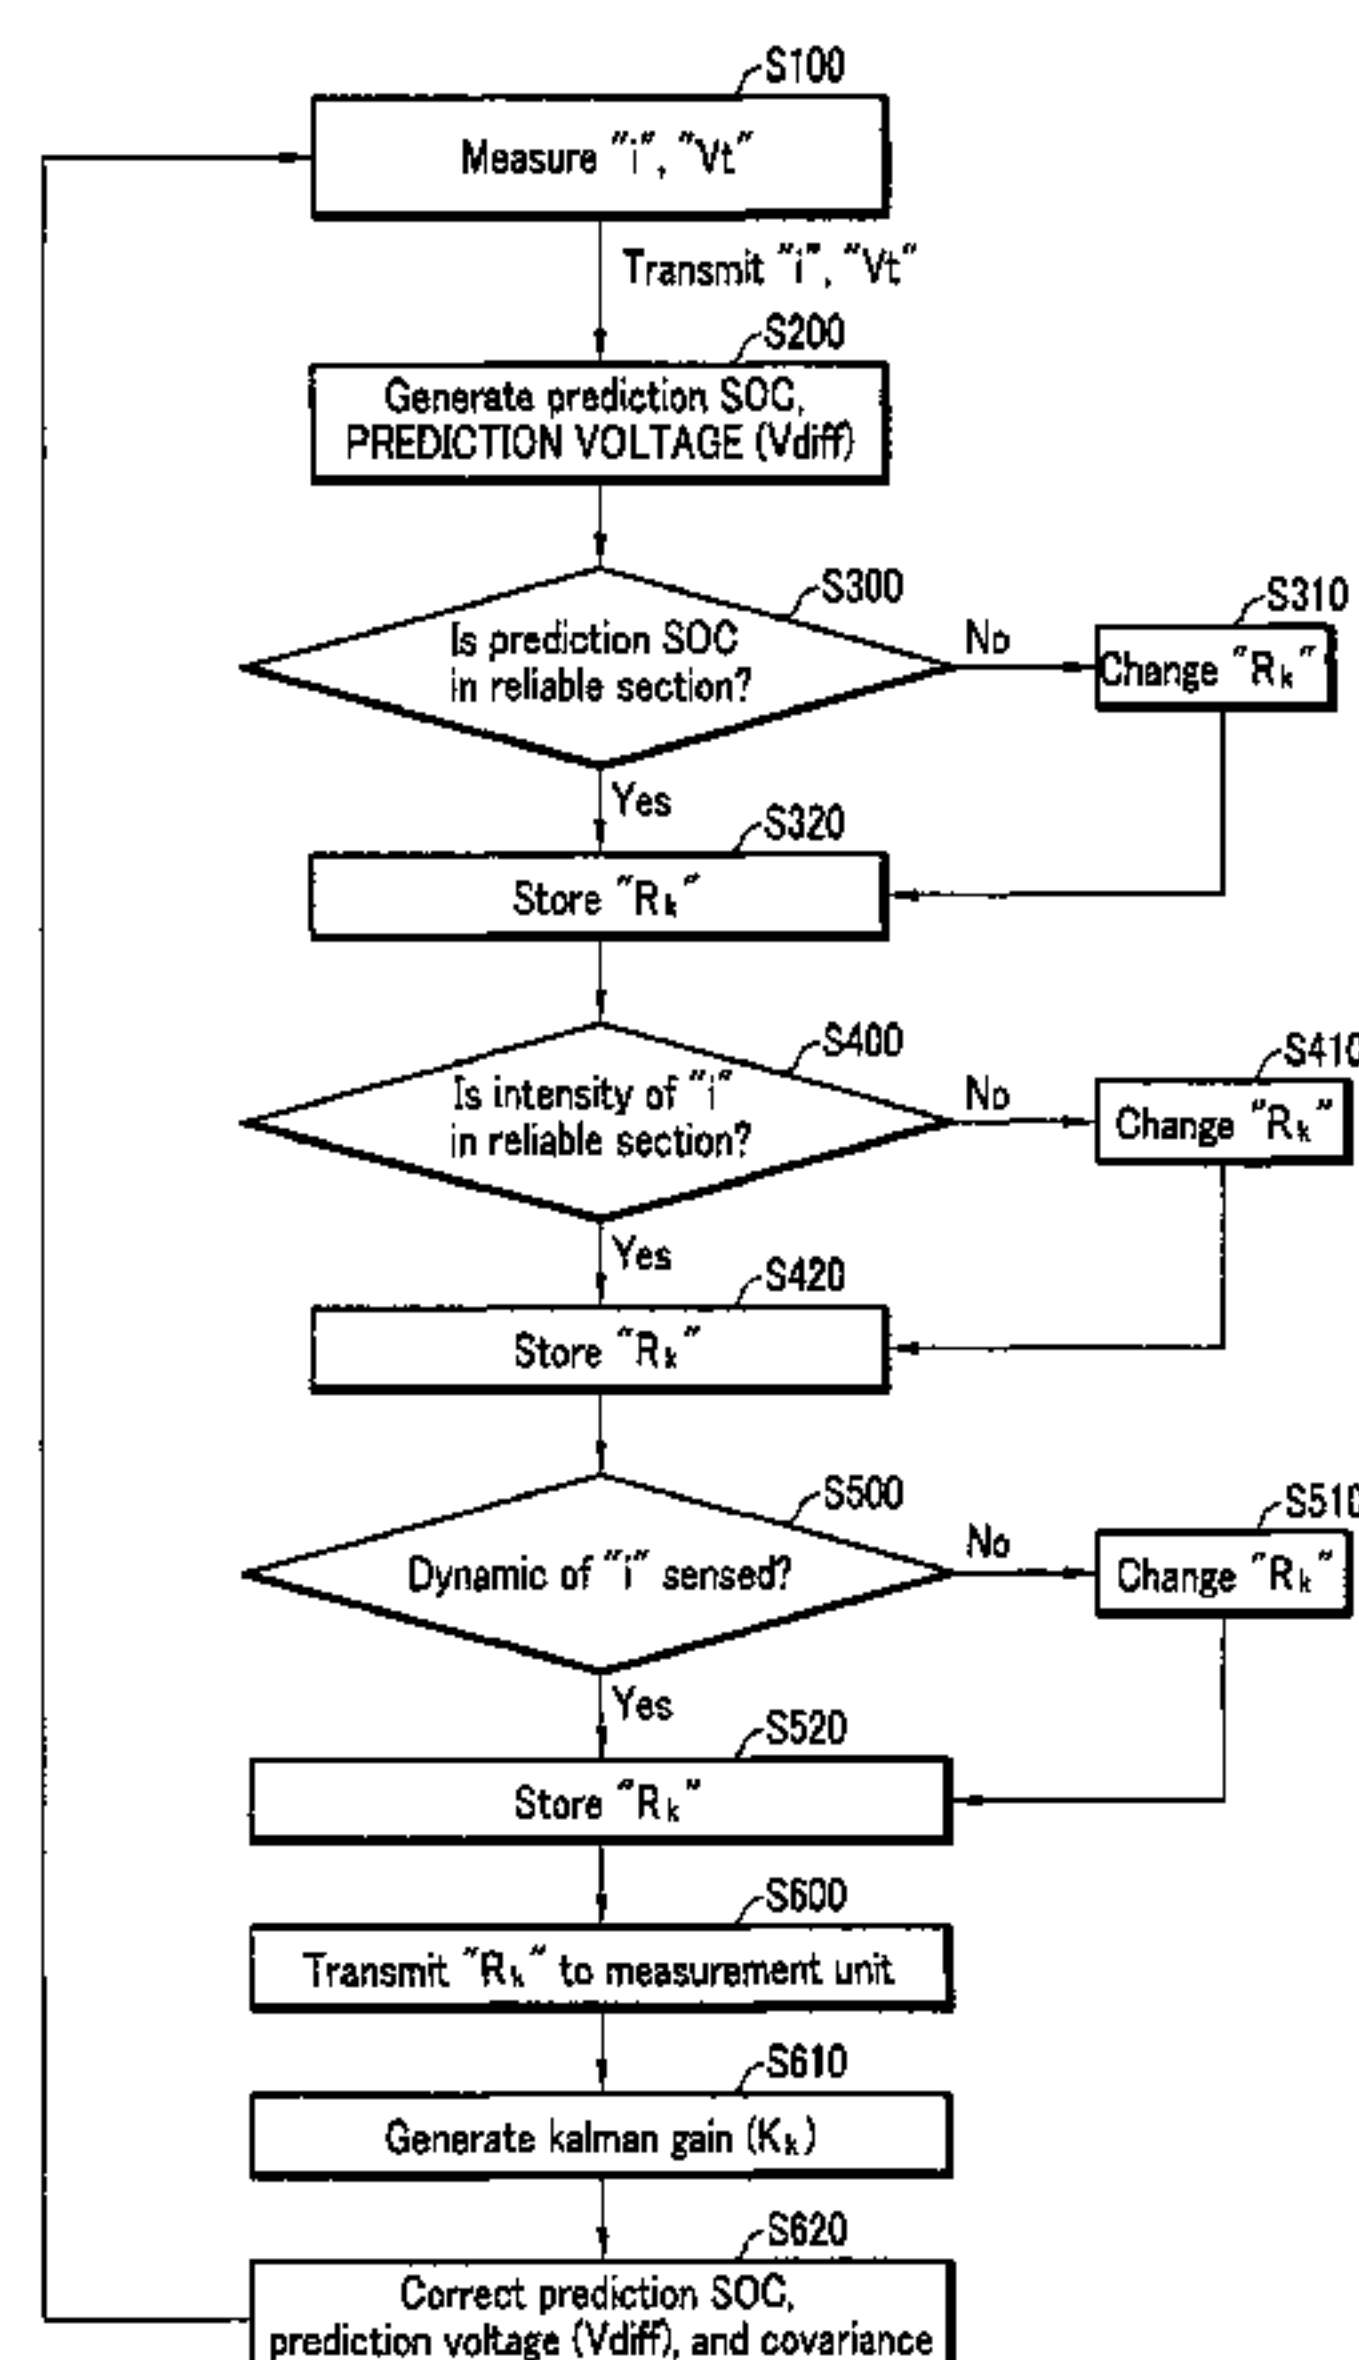 S100
Measure "i", "Vt"
Transmit "i", "Vt"
S200
Generate prediction SOC,
PREDICTION VOLTAGE (Vdiff)
S300
Is prediction SOC
in reliable section?
No
S310
Change "Rk"
Yes
S320
Store "Rk"
S400
Is intensity of "i"
in reliable section?
No
S410
Change "Rk"
Yes
S420
Store "Rk"
S500
Dynamic of "i" sensed?
No
S510
Change "Rk"
Yes
S520
Store "Rk"
S600
Transmit "Rk" to measurement unit
S610
Generate kalman gain (Kk)
S620
Correct prediction SOC,
prediction voltage (Vdiff), and covariance